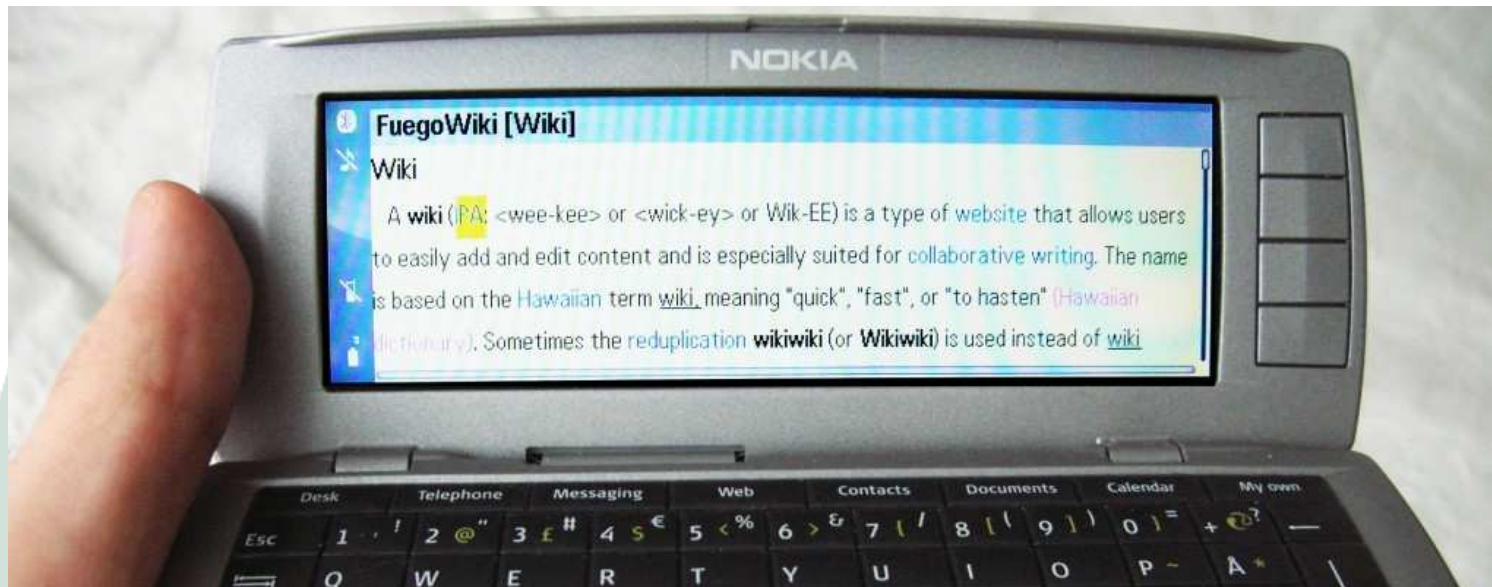 NOKIA
FuegoWiki [Wiki]
Wiki
A wiki (IPA: <wee-kee> or <wick-ey> or Wik-EE) is a type of website that allows users
to easily add and edit content and is especially suited for collaborative writing. The name
is based on the Hawaiian term wiki, meaning "quick", "fast", or "to hasten" (Hawaiian
dictionary). Sometimes the reduplication wikiwiki (or Wikiwiki) is used instead of wiki
Desk Telephone Messaging Web Contacts Documents Calendar My own
Esc 1 ! 2 @ " 3 £ # 4 $ € 5 < % 6 > & 7 / 8 [ ( 9 ] ) 0 } = + ?
Q W E R T Y U I O P ~ Å *